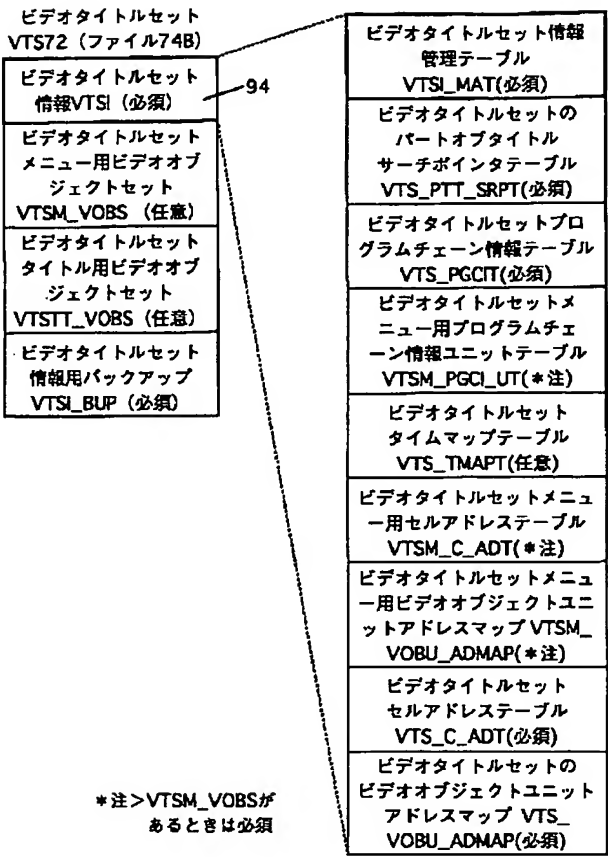 ビデオタイトルセット
VTS72（ファイル74B）
ビデオタイトルセット
情報VTSI（必須）
94
ビデオタイトルセット
メニュー用ビデオオブ
ジェクトセット
VTSM_VOBS（任意）
ビデオタイトルセット
タイトル用ビデオオブ
ジェクトセット
VTSTT_VOBS（任意）
ビデオタイトルセット
情報用バックアップ
VTSI_BUP（必須）
ビデオタイトルセット情報
管理テーブル
VTSI_MAT(必須)
ビデオタイトルセットの
パートオブタイトル
サーチポインタテーブル
VTS_PTT_SRPT(必須)
ビデオタイトルセットプロ
グラムチェーン情報テーブル
VTS_PGCIT(必須)
ビデオタイトルセットメ
ニュー用プログラムチェ
ーン情報ユニットテーブル
VTSM_PGCI_UT(＊注)
ビデオタイトルセット
タイムマップテーブル
VTS_TMAPT(任意)
ビデオタイトルセットメニュ
ー用セルアドレステーブル
VTSM_C_ADT(＊注)
ビデオタイトルセットメニュ
ー用ビデオオブジェクトユニ
ットアドレスマップ VTSM_
VOBU_ADMAP(＊注)
ビデオタイトルセット
セルアドレステーブル
VTS_C_ADT(必須)
ビデオタイトルセットの
ビデオオブジェクトユニット
アドレスマップ VTS_
VOBU_ADMAP(必須)
＊注＞VTSM_VOBSが
あるときは必須